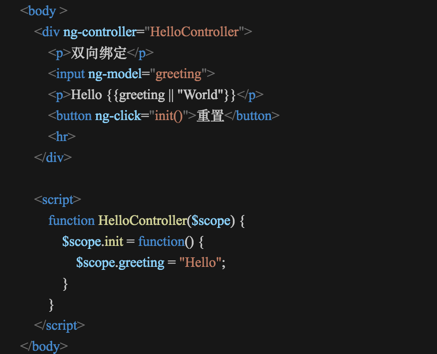 <body >
<div ng-controller="HelloController">
<p>双向绑定</p>
<input ng-model="greeting">
<p>Hello {{greeting || "World"}}</p>
<button ng-click="init()">重置</button>
<hr>
</div>
<script>
function HelloController($scope) {
$scope.init = function() {
$scope.greeting = "Hello";
}
}
</script>
</body>